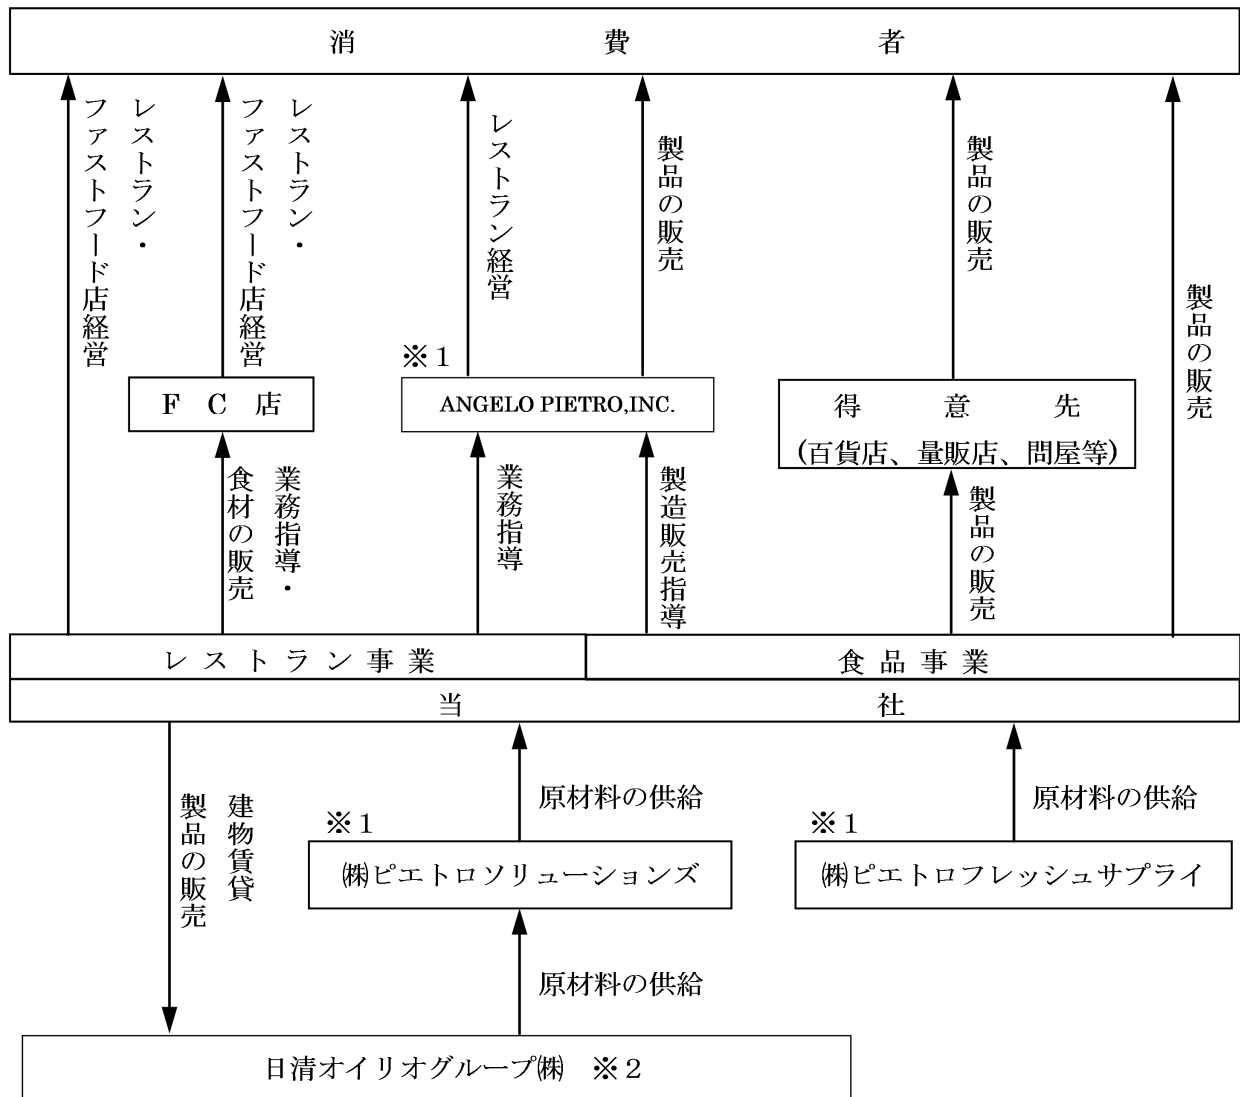 消費者
レストラン・
ファストフード店経営
レストラン・
ファストフード店経営
レストラン経営
製品の販売
製品の販売
製品の販売
※１
ＦＣ店
ANGELO PIETRO,INC.
得意先
(百貨店、量販店、問屋等)
業務指導・
食材の販売
業務指導
製造販売指導
製品の販売
レストラン事業
食品事業
当社
建物賃貸
製品の販売
原材料の供給
原材料の供給
※１
※１
㈱ピエトロソリューションズ
㈱ピエトロフレッシュサプライ
原材料の供給
日清オイリオグループ㈱ ※２